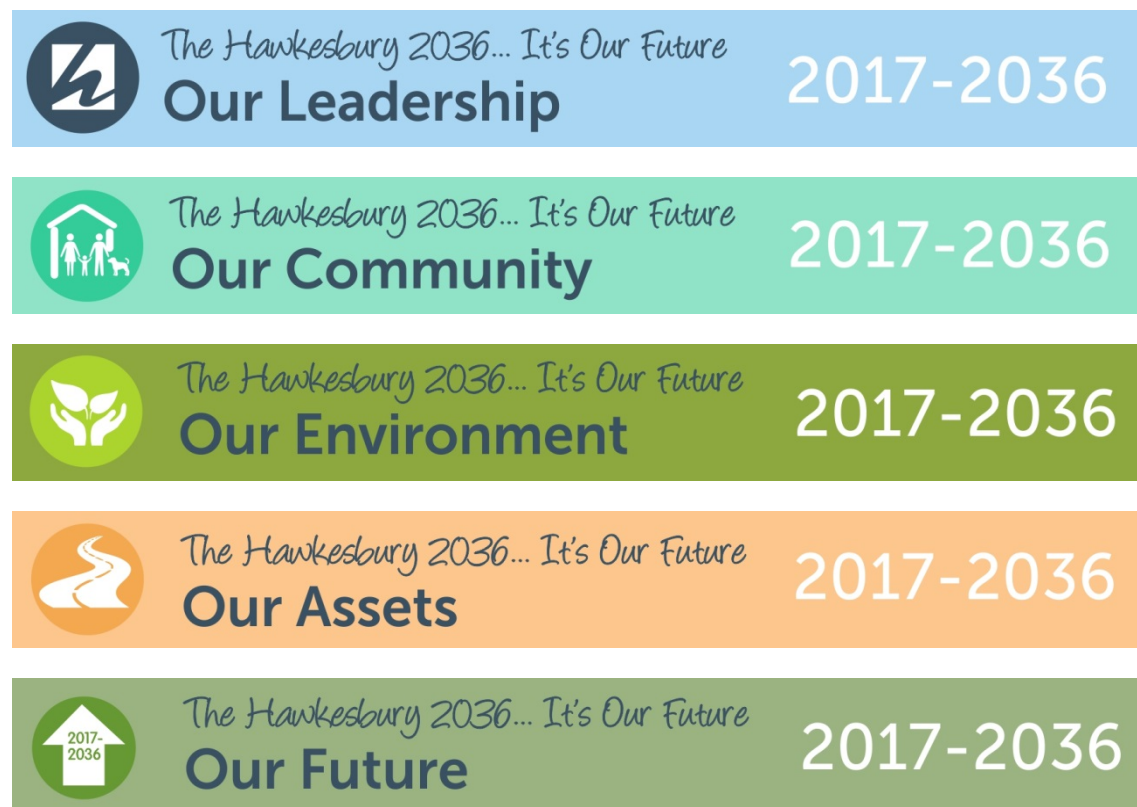 The Hawkesbury 2036... It's Our Future
Our Leadership
2017-2036
The Hawkesbury 2036... It's Our Future
Our Community
2017-2036
The Hawkesbury 2036... It's Our Future
Our Environment
2017-2036
The Hawkesbury 2036... It's Our Future
Our Assets
2017-2036
2017-
2036
The Hawkesbury 2036... It's Our Future
Our Future
2017-2036